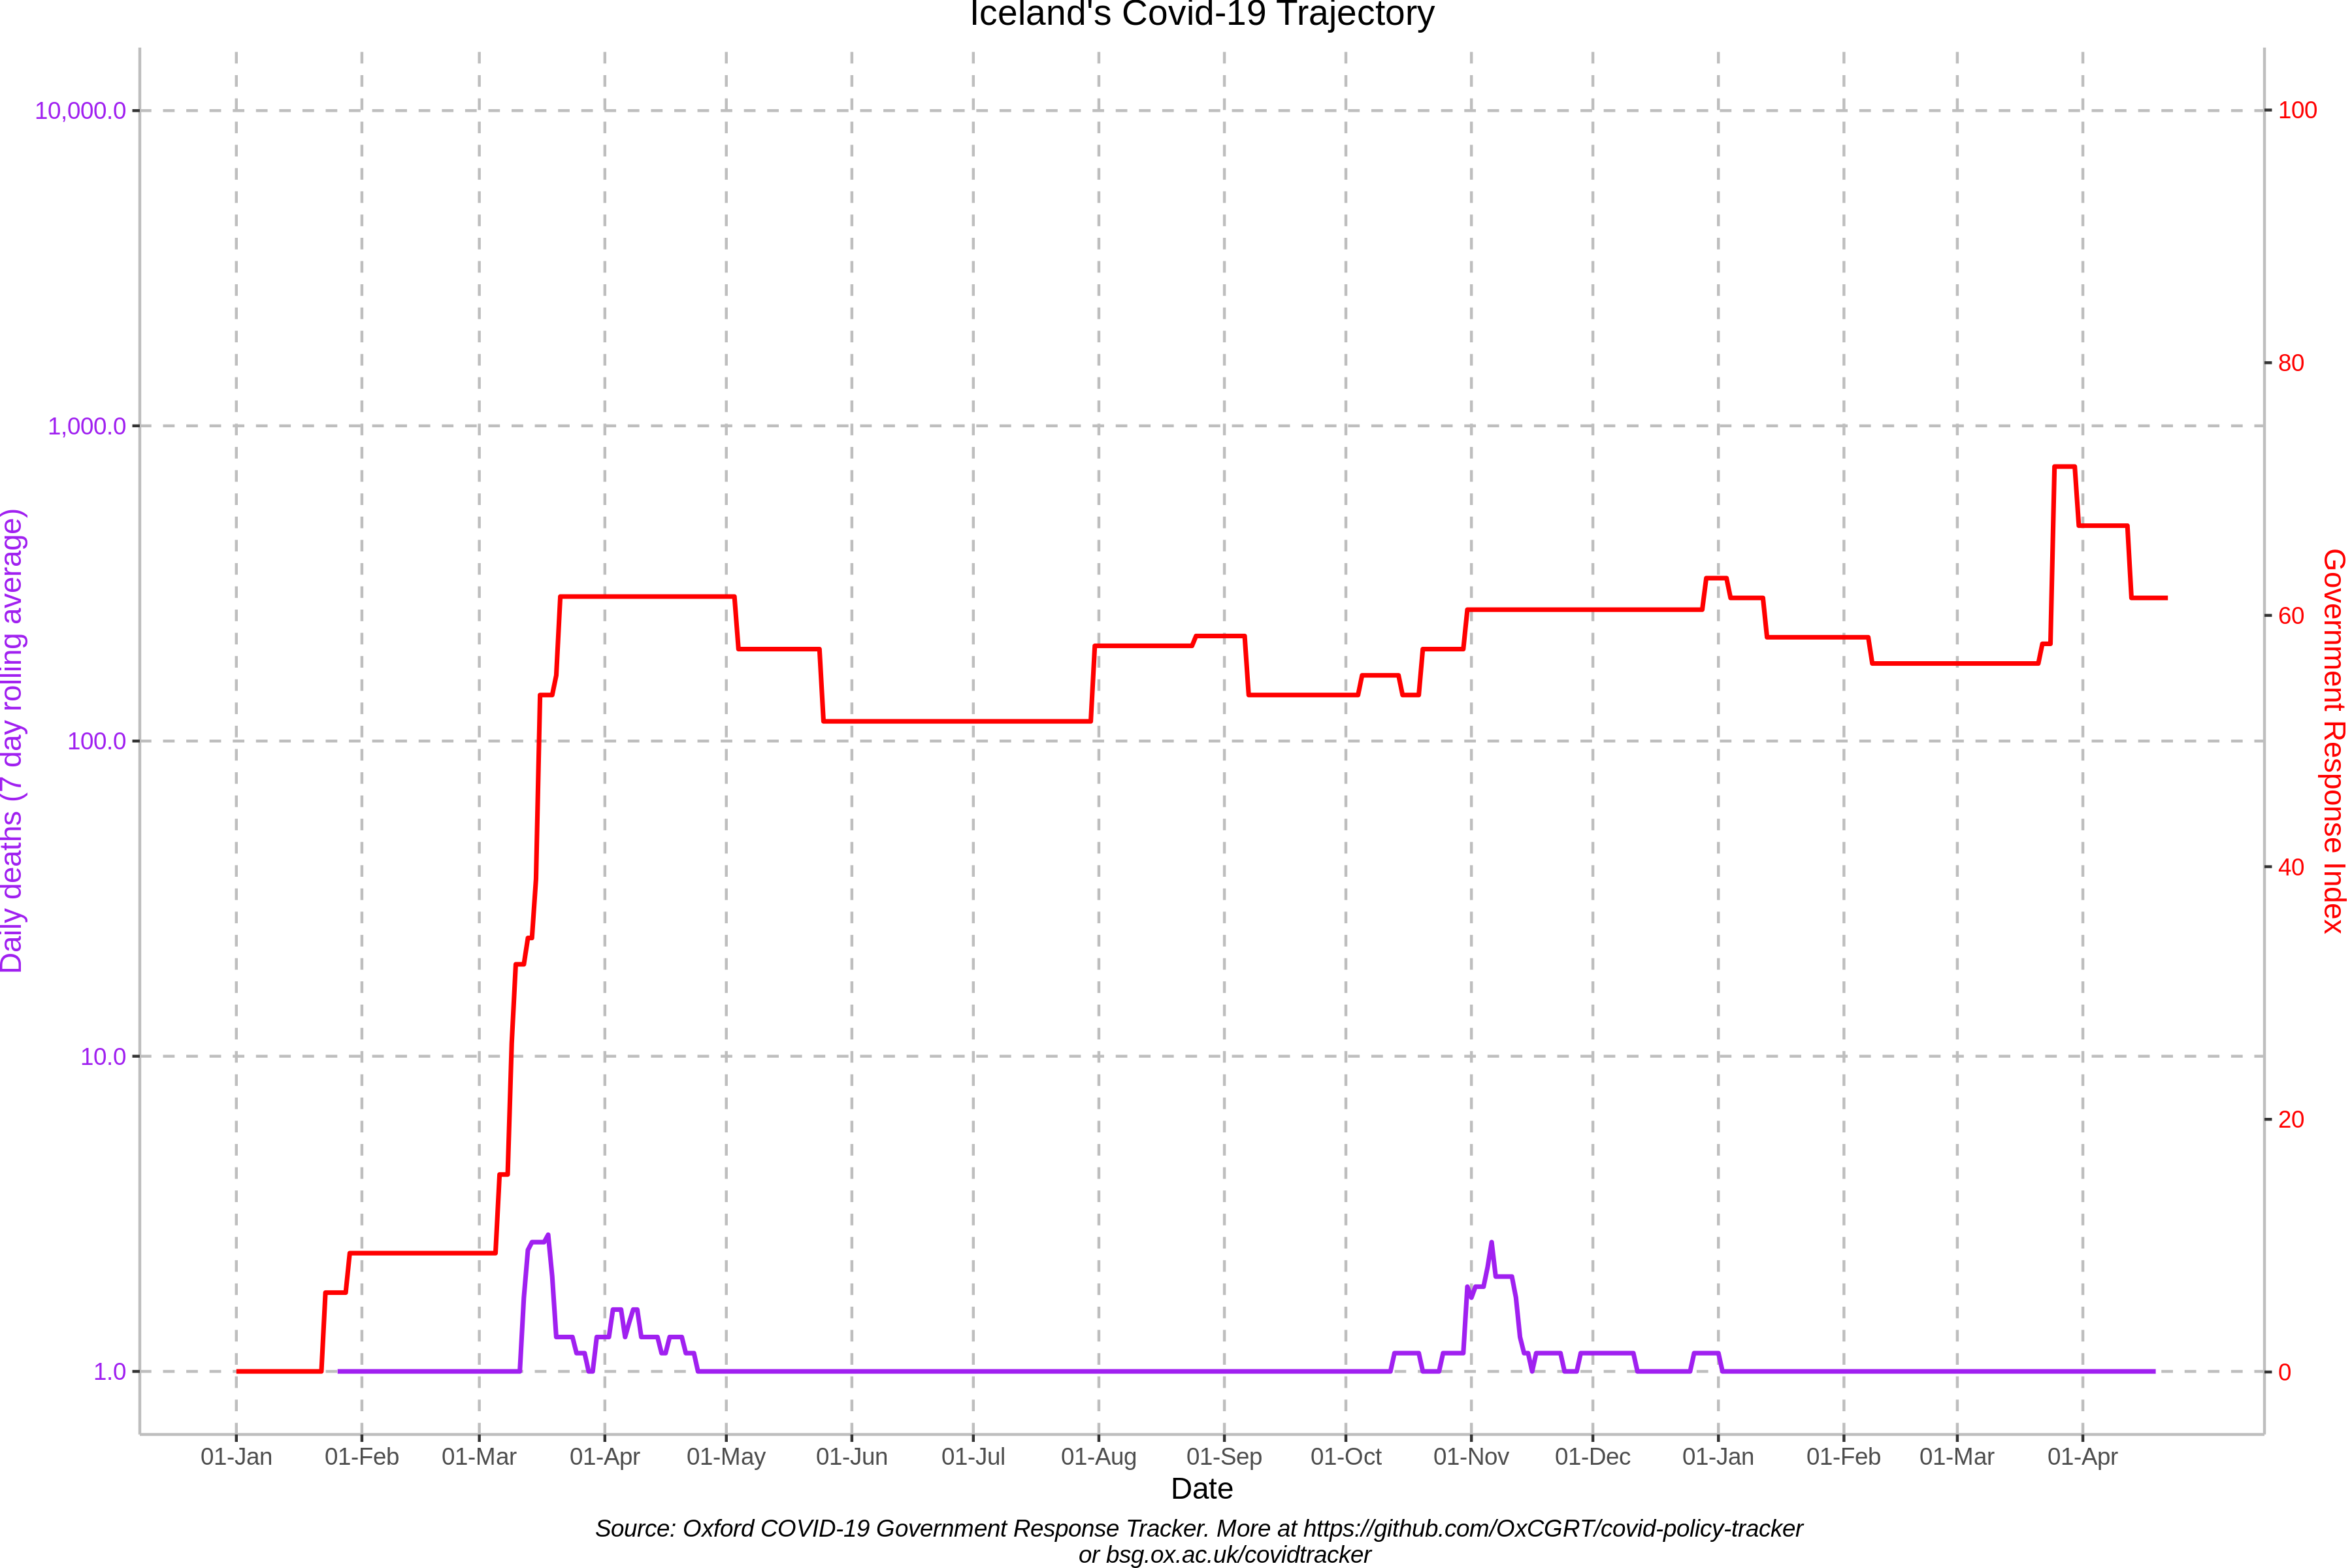 Iceland's Covid-19 Trajectory
10,000.0
1,000.0
100.0
10.0
1.0
Daily deaths (7 day rolling average)
100
80
60
40
20
0
Government Response Index
01-Jan
01-Feb
01-Mar
01-Apr
01-May
01-Jun
01-Jul
01-Aug
01-Sep
01-Oct
01-Nov
01-Dec
01-Jan
01-Feb
01-Mar
01-Apr
Date
Source: Oxford COVID-19 Government Response Tracker. More at https://github.com/OxCGRT/covid-policy-tracker
or bsg.ox.ac.uk/covidtracker